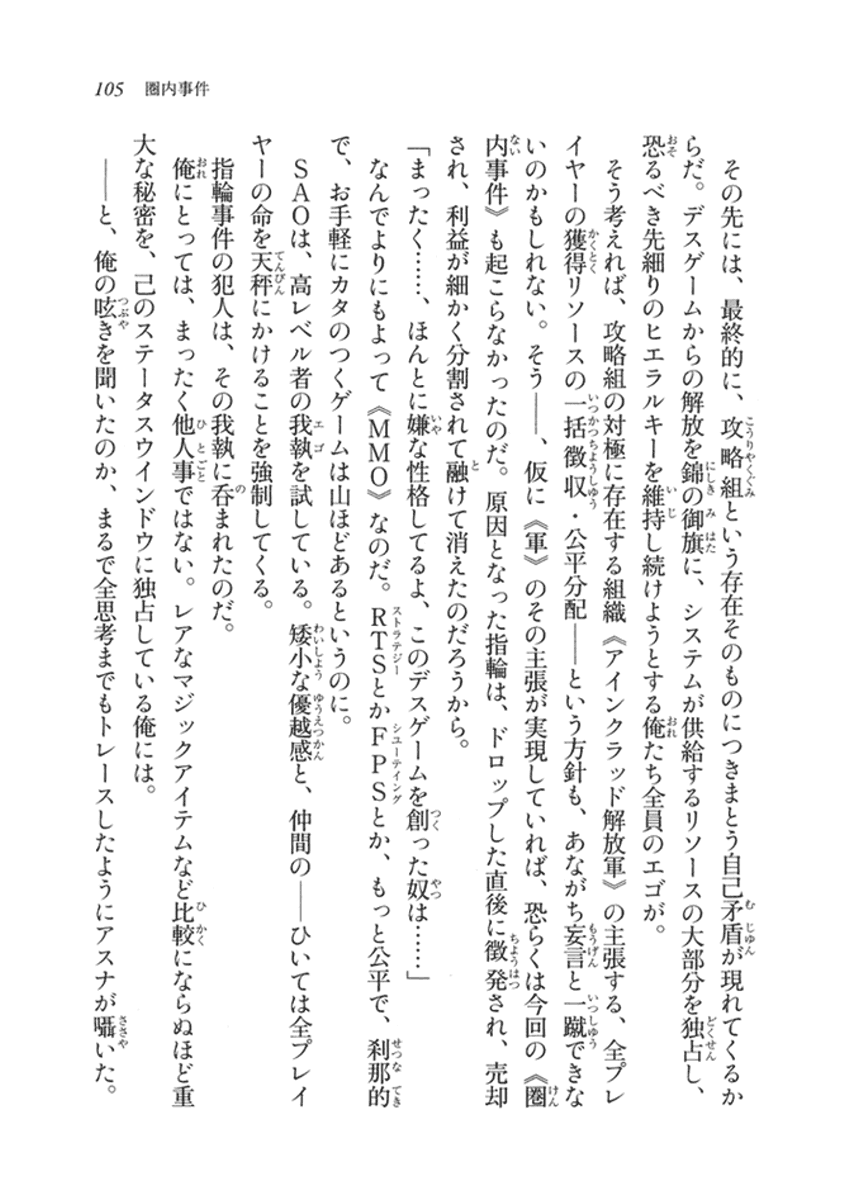 105 圏内事件
その先には、最終的に、攻略組という存在そのものにつきまとう自己矛盾が現れてくるか
らだ。デスゲームからの解放を錦の御旗に、システムが供給するリソースの大部分を独占し、
恐るべき先細りのヒエラルキーを維持し続けようとする俺たち全員のエゴが。
そう考えれば、攻略組の対極に存在する組織《アインクラッド解放軍》の主張する、全プレ
イヤーの獲得リソースの一括徴収・公平分配――という方針も、あながち妄言と一蹴できな
いのかもしれない。そう――、仮に《軍》のその主張が実現していれば、恐らくは今回の《圏
内事件》も起こらなかったのだ。原因となった指輪は、ドロップした直後に徴発され、売却
され、利益が細かく分割されて融けて消えたのだろうから。
「まったく……、ほんとに嫌な性格してるよ、このデスゲームを創った奴は……」
なんでよりにもよって《MMO》なのだ。RTSとかFPSとか、もっと公平で、刹那的
で、お手軽にカタのつくゲームは山ほどあるというのに。
SAOは、高レベル者の我執を試している。矮小な優越感と、仲間の――ひいては全プレイ
ヤーの命を天秤にかけることを強制してくる。
指輪事件の犯人は、その我執に呑まれたのだ。
俺にとっては、まったく他人事ではない。レアなマジックアイテムなど比較にならぬほど重
大な秘密を、己のステータスウインドウに独占している俺には。
――と、俺の呟きを聞いたのか、まるで全思考までもトレースしたようにアスナが囁いた。